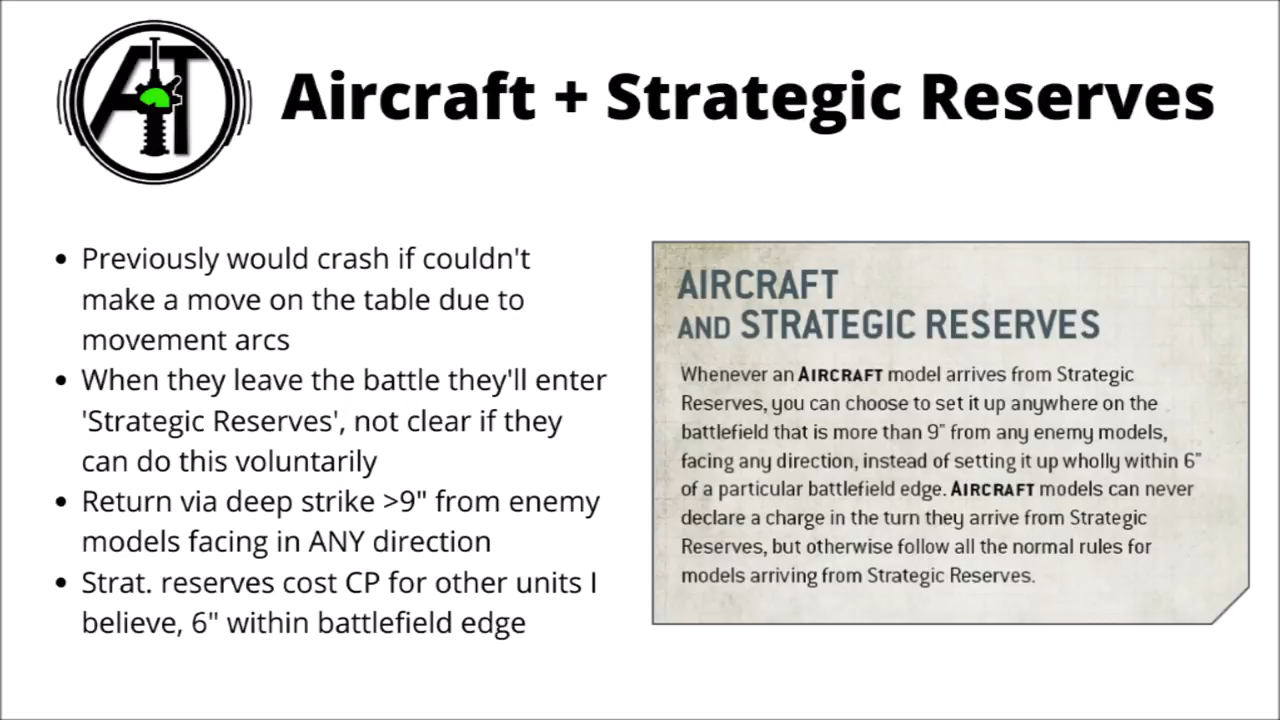 AT
Aircraft + Strategic Reserves
• Previously would crash if couldn't
make a move on the table due to
movement arcs
• When they leave the battle they'll enter
'Strategic Reserves', not clear if they
can do this voluntarily
• Return via deep strike >9" from enemy
models facing in ANY direction
• Strat. reserves cost CP for other units I
believe, 6" within battlefield edge
AIRCRAFT
AND STRATEGIC RESERVES
Whenever an AIRCRAFT model arrives from Strategic
Reserves, you can choose to set it up anywhere on the
battlefield that is more than 9" from any enemy models,
facing any direction, instead of setting it up wholly within 6"
of a particular battlefield edge. AIRCRAFT models can never
declare a charge in the turn they arrive from Strategic
Reserves, but otherwise follow all the normal rules for
models arriving from Strategic Reserves.